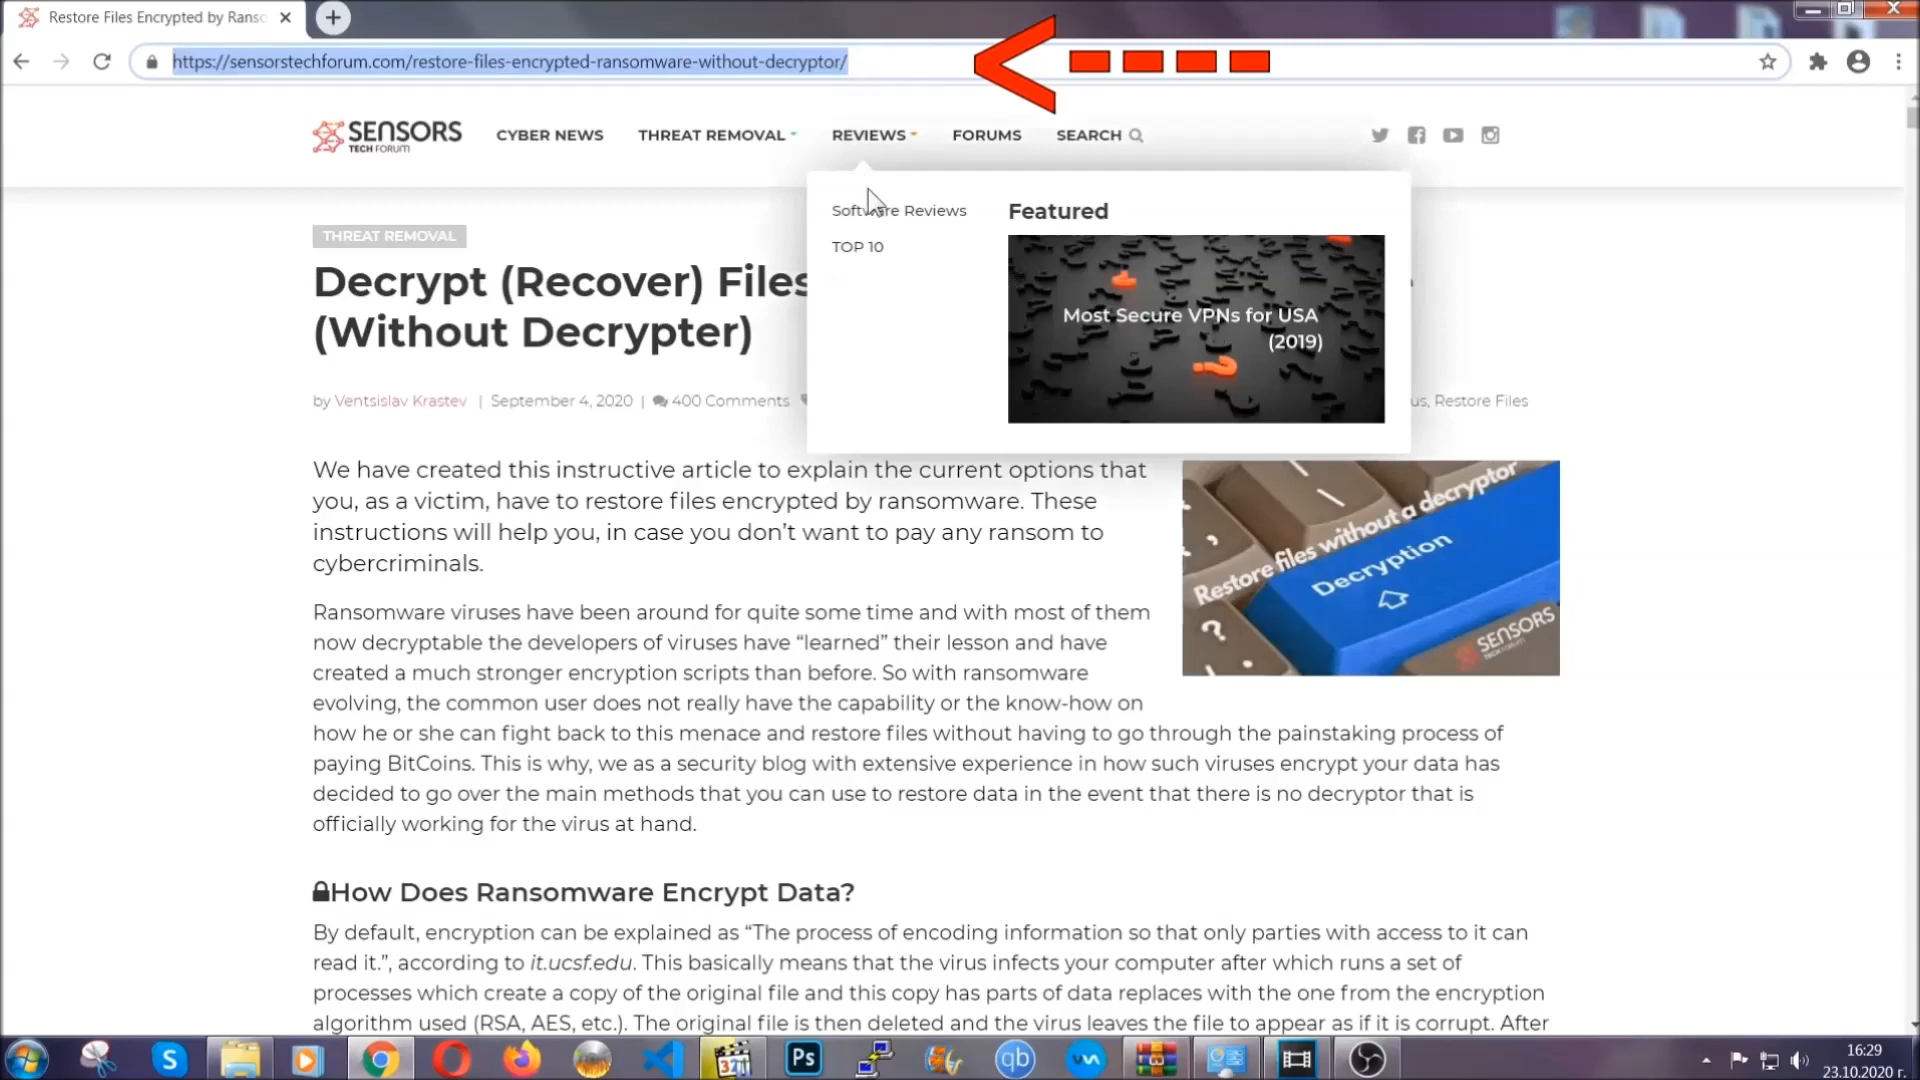 Restore Files Encrypted by Ranso
https://sensorstechforum.com/restore-files-encrypted-ransomware-without-decryptor/
SENSORS
TECH FORUM
CYBER NEWS
THREAT REMOVAL
REVIEWS
FORUMS
SEARCH
Software Reviews
TOP 10
Featured
Most Secure VPNs for USA
(2019)
THREAT REMOVAL
Decrypt (Recover) Files
(Without Decrypter)
by Ventsislav Krastev | September 4, 2020 | 400 Comments
us, Restore Files
We have created this instructive article to explain the current options that
you, as a victim, have to restore files encrypted by ransomware. These
instructions will help you, in case you don’t want to pay any ransom to
cybercriminals.
Restore files without a decryptor
Decryption
SENSORS
TECH FORUM
Ransomware viruses have been around for quite some time and with most of them
now decryptable the developers of viruses have “learned” their lesson and have
created a much stronger encryption scripts than before. So with ransomware
evolving, the common user does not really have the capability or the know-how on
how he or she can fight back to this menace and restore files without having to go through the painstaking process of
paying BitCoins. This is why, we as a security blog with extensive experience in how such viruses encrypt your data has
decided to go over the main methods that you can use to restore data in the event that there is no decryptor that is
officially working for the virus at hand.
How Does Ransomware Encrypt Data?
By default, encryption can be explained as “The process of encoding information so that only parties with access to it can
read it.”, according to it.ucsf.edu. This basically means that the virus infects your computer after which runs a set of
processes which create a copy of the original file and this copy has parts of data replaces with the one from the encryption
algorithm used (RSA, AES, etc.). The original file is then deleted and the virus leaves the file to appear as if it is corrupt. After
S
321
Ps
qb
16:29
23.10.2020 г.